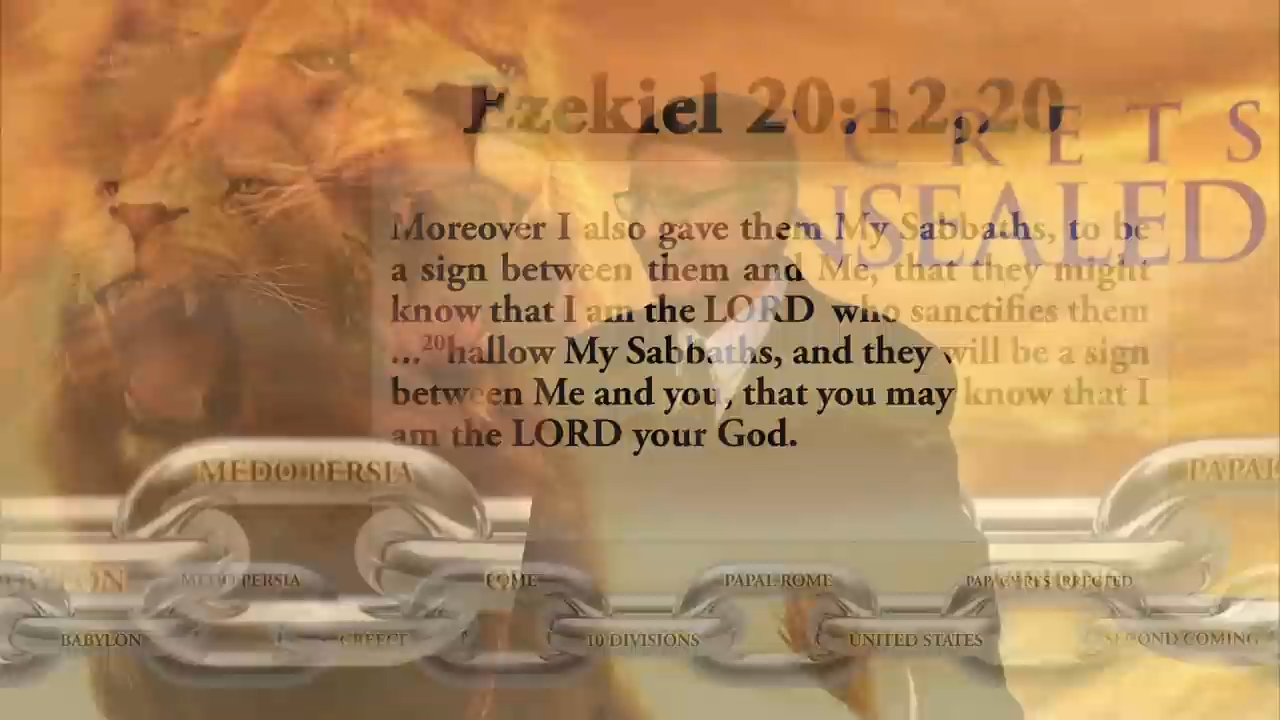 Ezekiel 20:12,20
CRETS
NSEALED
Moreover I also gave them My Sabbaths, to be
a sign between them and Me, that they might
know that I am the LORD who sanctifies them
...20hallow My Sabbaths, and they will be a sign
between Me and you, that you may know that I
am the LORD your God.
MEDO PERSIA
PAPAL
MEDO PERSIA
ROME
PAPAL ROME
BABYLON
GREECE
10 DIVISIONS
UNITED STATES
SECOND COMING